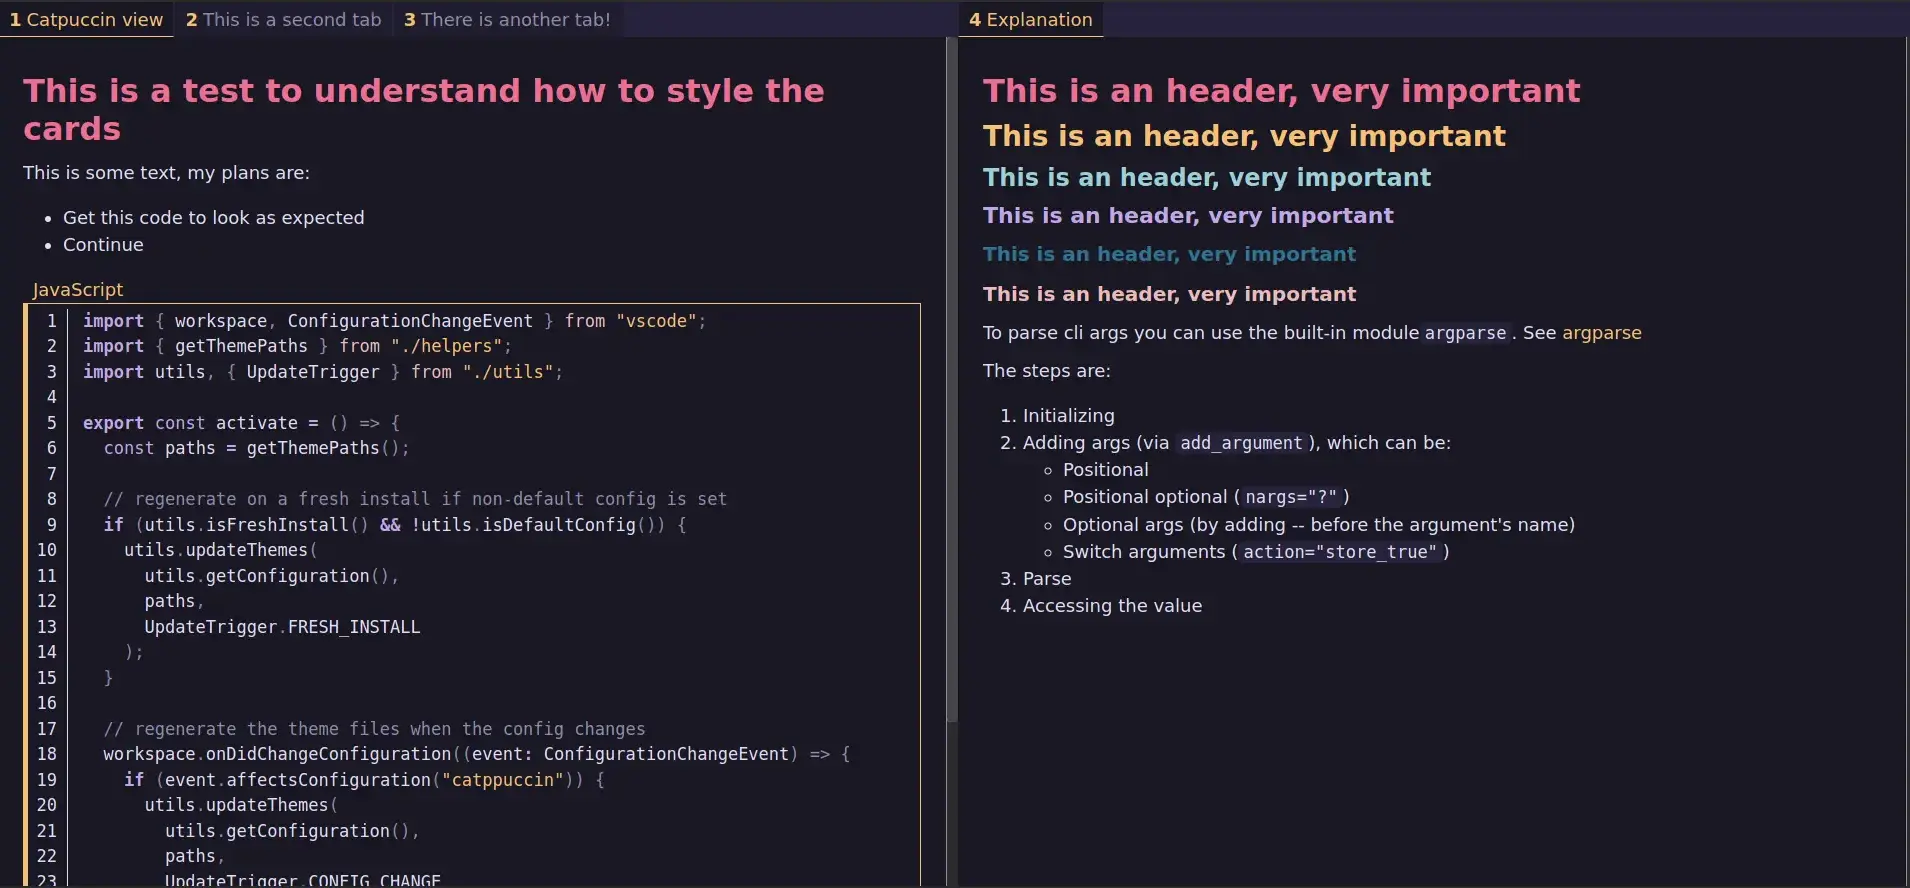 1 Catpuccin view 2 This is a second tab 3 There is another tab!
This is a test to understand how to style the
cards
This is some text, my plans are:
• Get this code to look as expected
• Continue
JavaScript
1 import { workspace, ConfigurationChangeEvent } from "vscode";
2 import { getThemePaths } from "./helpers";
3 import utils, { UpdateTrigger } from "./utils";
4
5 export const activate = () => {
6   const paths = getThemePaths();
7
8   // regenerate on a fresh install if non-default config is set
9   if (utils.isFreshInstall() && !utils.isDefaultConfig()) {
10     utils.updateThemes(
11       utils.getConfiguration(),
12       paths,
13       UpdateTrigger.FRESH_INSTALL
14     );
15   }
16
17   // regenerate the theme files when the config changes
18   workspace.onDidChangeConfiguration((event: ConfigurationChangeEvent) => {
19     if (event.affectsConfiguration("catppuccin")) {
20       utils.updateThemes(
21         utils.getConfiguration(),
22         paths,
23         UpdateTrigger.CONFIG_CHANGE
4 Explanation
This is an header, very important
This is an header, very important
This is an header, very important
This is an header, very important
This is an header, very important
This is an header, very important
To parse cli args you can use the built-in module argparse. See argparse
The steps are:
1. Initializing
2. Adding args (via add_argument), which can be:
◦ Positional
◦ Positional optional (nargs="?")
◦ Optional args (by adding -- before the argument's name)
◦ Switch arguments (action="store_true")
3. Parse
4. Accessing the value